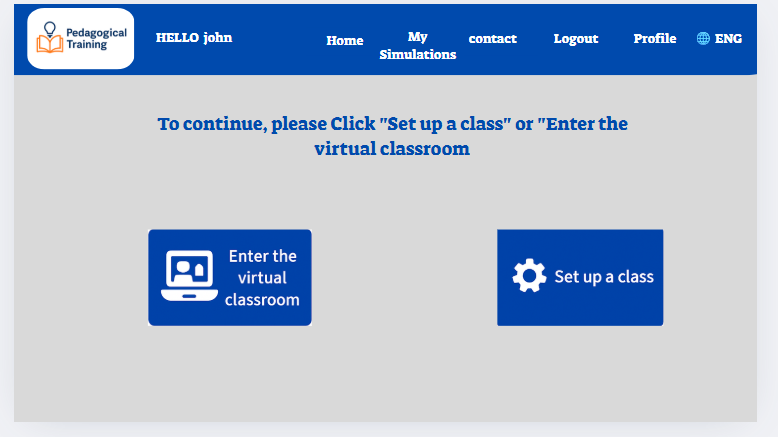 Pedagogical
Training
HELLO john
Home
My
Simulations
contact
Logout
Profile
ENG
To continue, please Click "Set up a class" or "Enter the
virtual classroom
Enter the
virtual
classroom
Set up a class